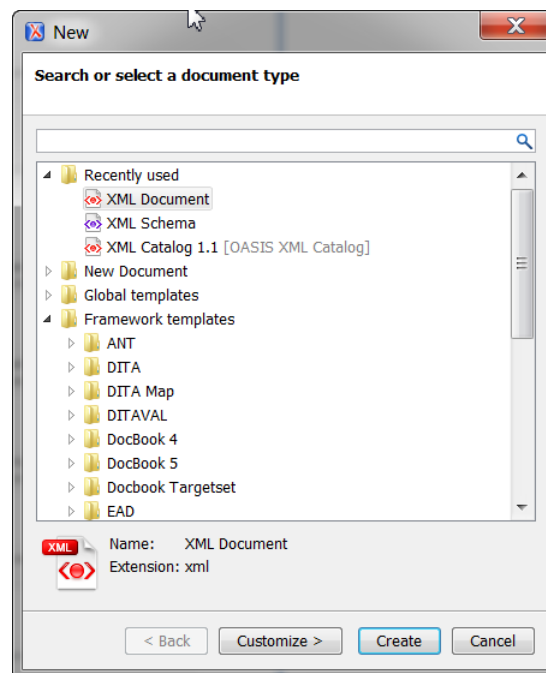 New
Search or select a document type
Recently used
XML Document
XML Schema
XML Catalog 1.1 [OASIS XML Catalog]
New Document
Global templates
Framework templates
ANT
DITA
DITA Map
DITAVAL
DocBook 4
DocBook 5
Docbook Targetset
EAD
XML
Name: XML Document
Extension: xml
< Back Customize > Create Cancel